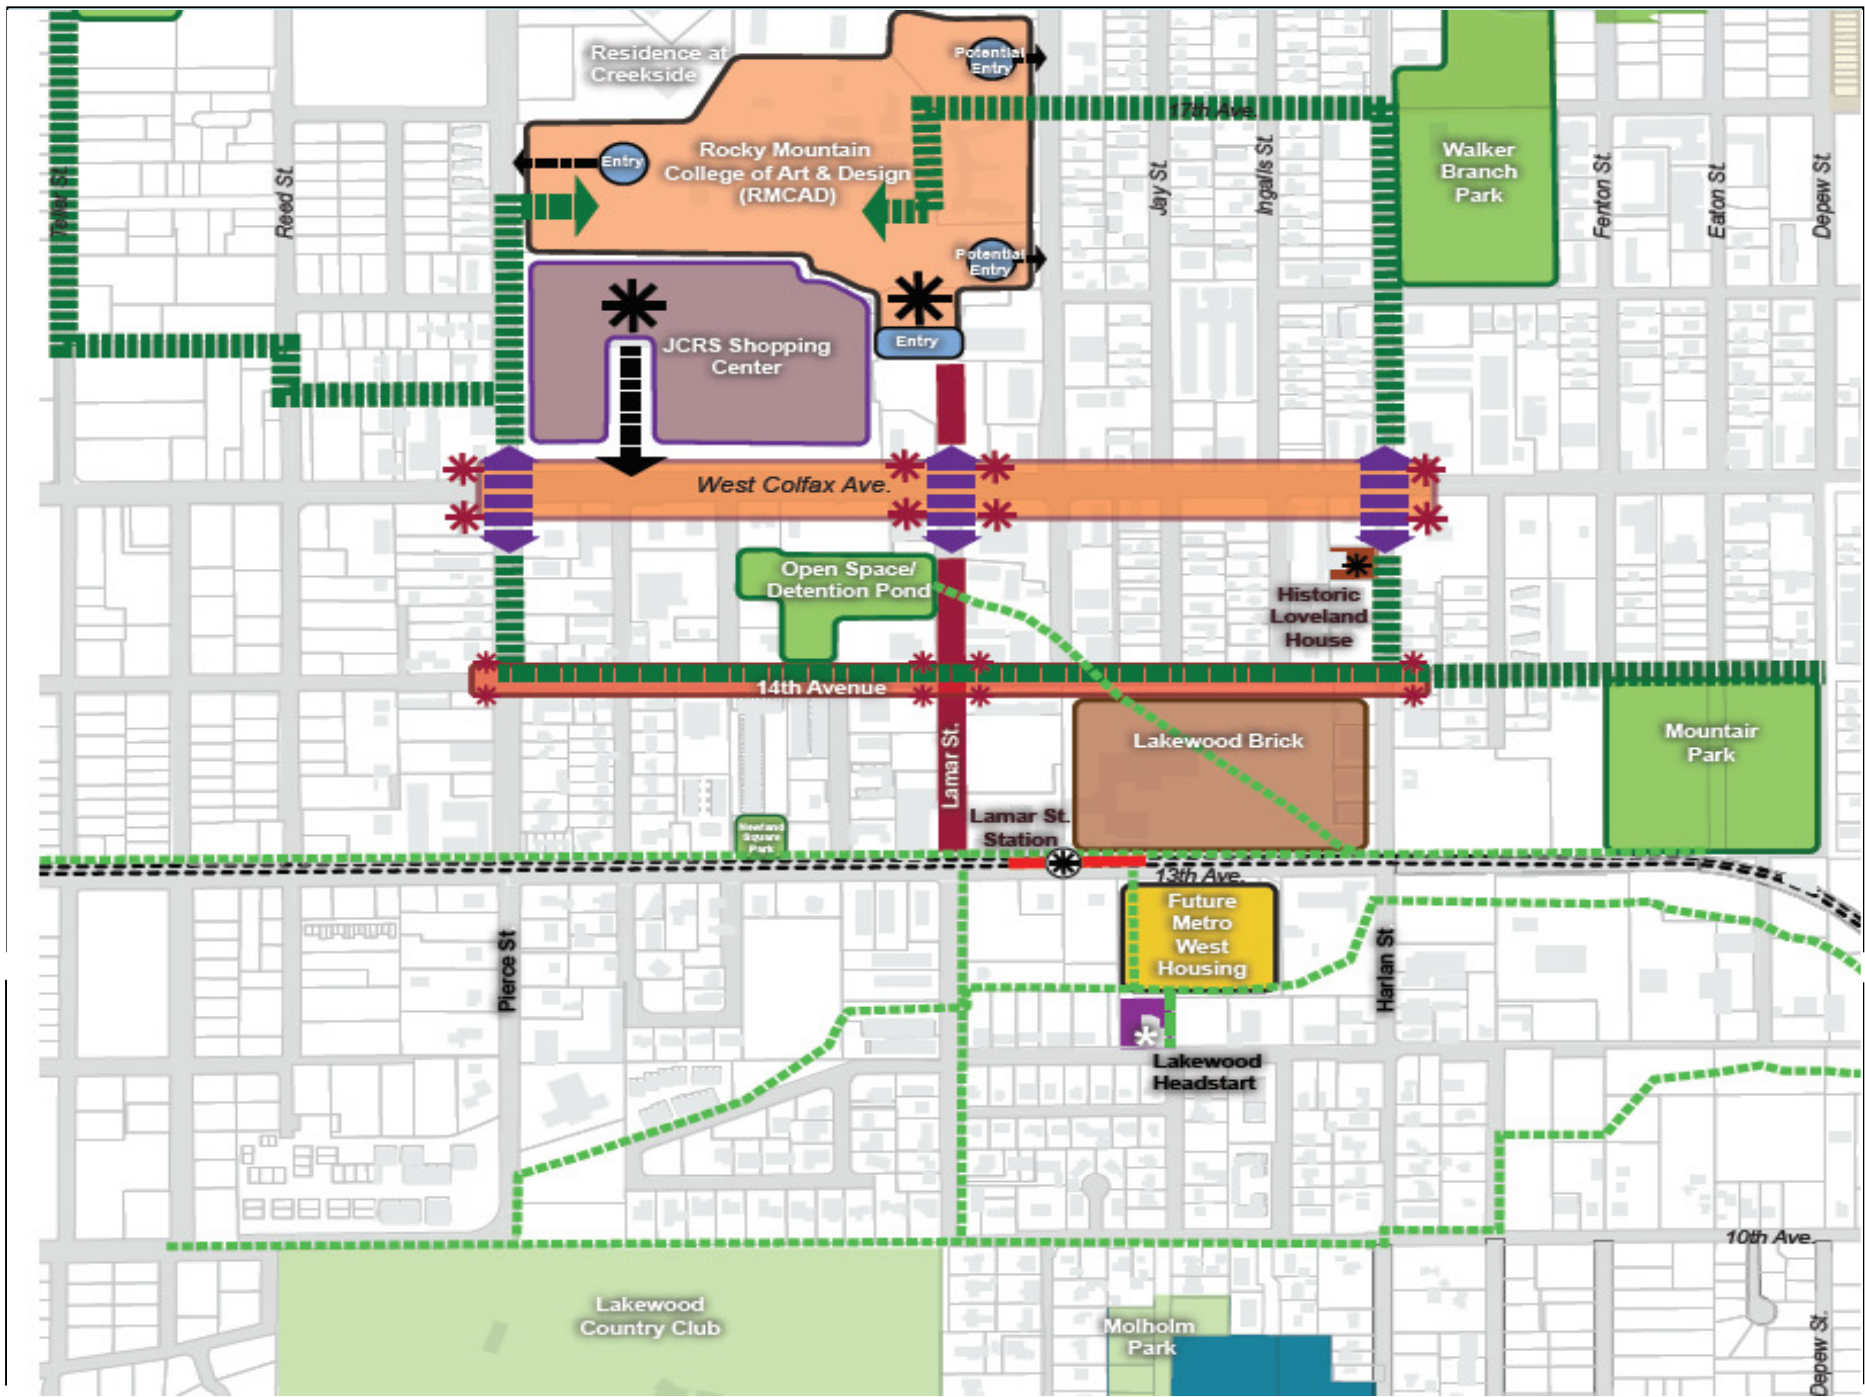 Residence at
Creekside
Potential
Entry
17th Ave.
Entry
Rocky Mountain
College of Art & Design
(RMCAD)
Walker
Branch
Park
Teller St.
Reed St.
Jay St.
Ingalls St.
Fenton St.
Eaton St.
Depew St.
Potential
Entry
JCRS Shopping
Center
Entry
West Colfax Ave.
Open Space/
Detention Pond
Historic
Loveland
House
14th Avenue
Lamar St.
Lakewood Brick
Mountair
Park
Newland
Square
Park
Lamar St.
Station
13th Ave.
Future
Metro
West
Housing
Pierce St
Harlan St
Lakewood
Headstart
10th Ave.
Lakewood
Country Club
Molholm
Park
Depew St.